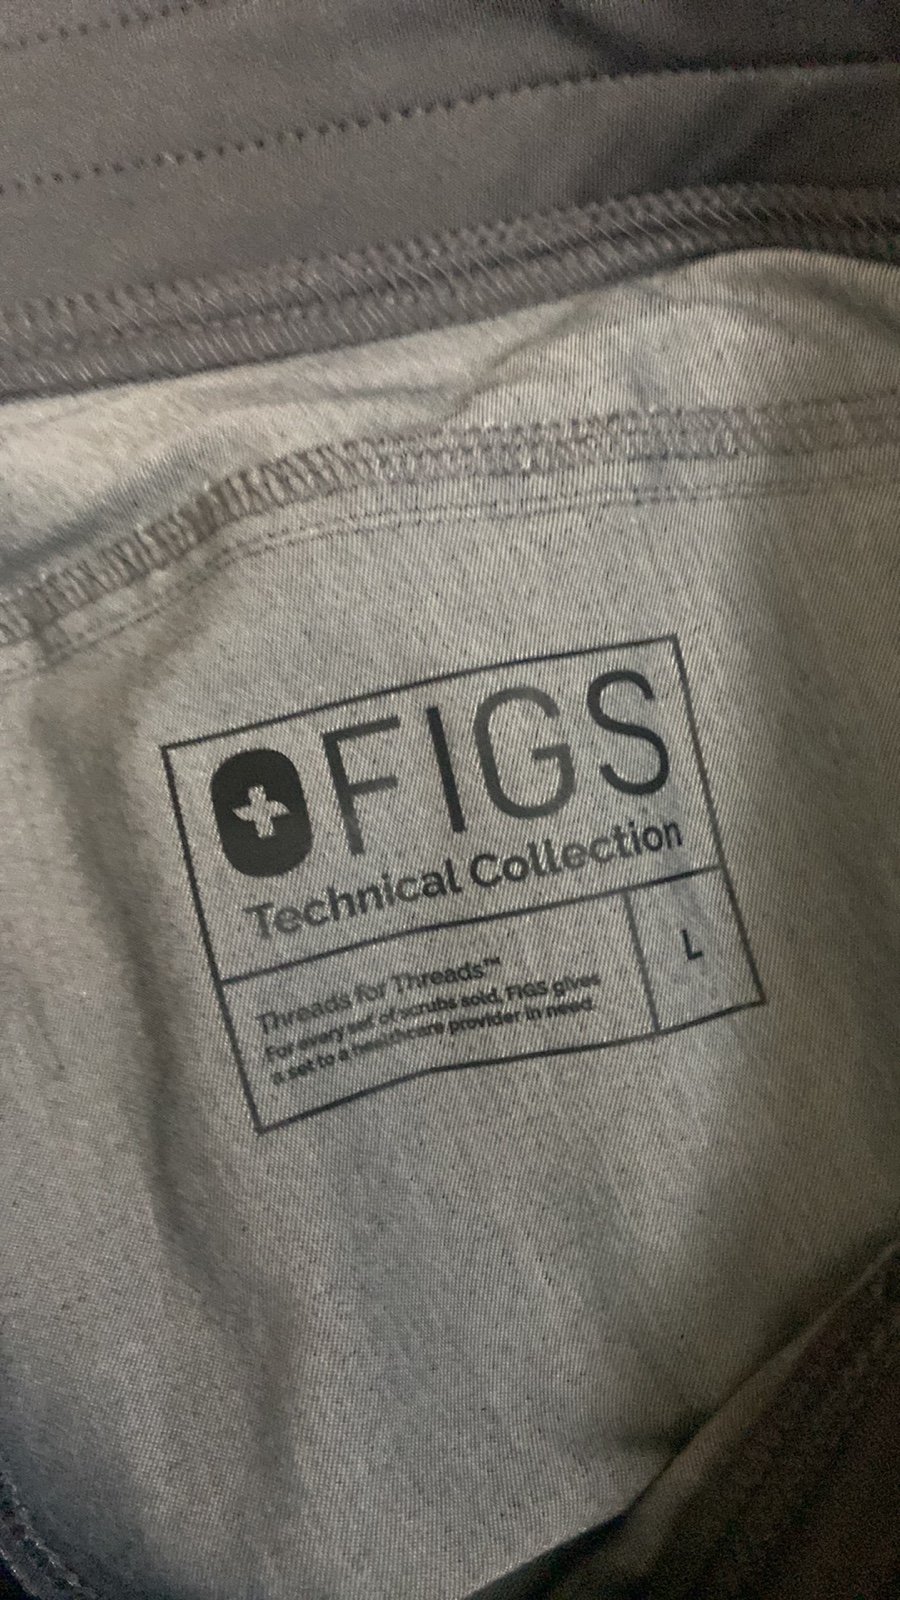 FIGS
Technical Collection
Threads for Threads™
For every set of scrubs sold, FIGS gives
a set to a healthcare provider in need.
L